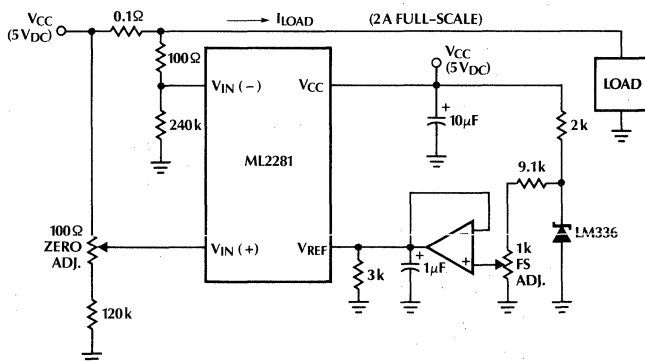 VCC
(5VDC)
0.1Ω
ILOAD
(2A FULL–SCALE)
100Ω
VIN (–)
240k
ML2281
VCC
VCC
(5VDC)
+
10μF
LOAD
2k
9.1k
100Ω
ZERO
ADJ.
VIN (+)
VREF
3k
+
1μF
–
+
1k
FS
ADJ.
LM336
120k